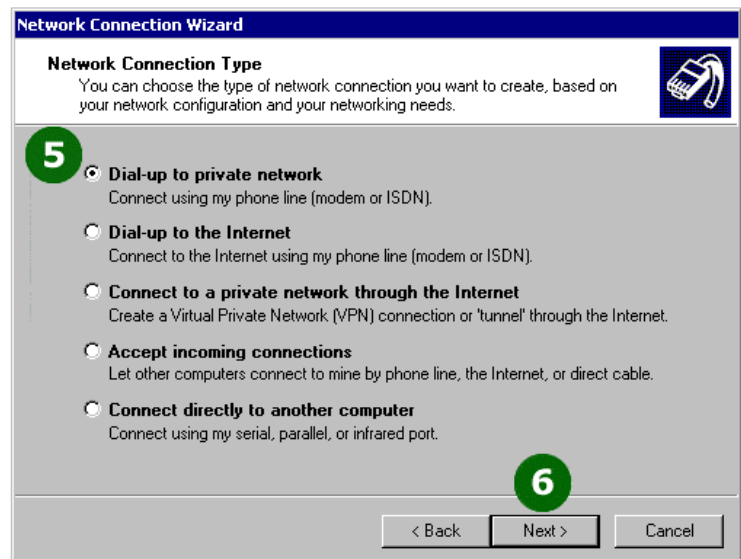 Network Connection Wizard
Network Connection Type
You can choose the type of network connection you want to create, based on
your network configuration and your networking needs.
5
Dial-up to private network
Connect using my phone line (modem or ISDN).
Dial-up to the Internet
Connect to the Internet using my phone line (modem or ISDN).
Connect to a private network through the Internet
Create a Virtual Private Network (VPN) connection or 'tunnel' through the Internet.
Accept incoming connections
Let other computers connect to mine by phone line, the Internet, or direct cable.
Connect directly to another computer
Connect using my serial, parallel, or infrared port.
6
< Back Next > Cancel